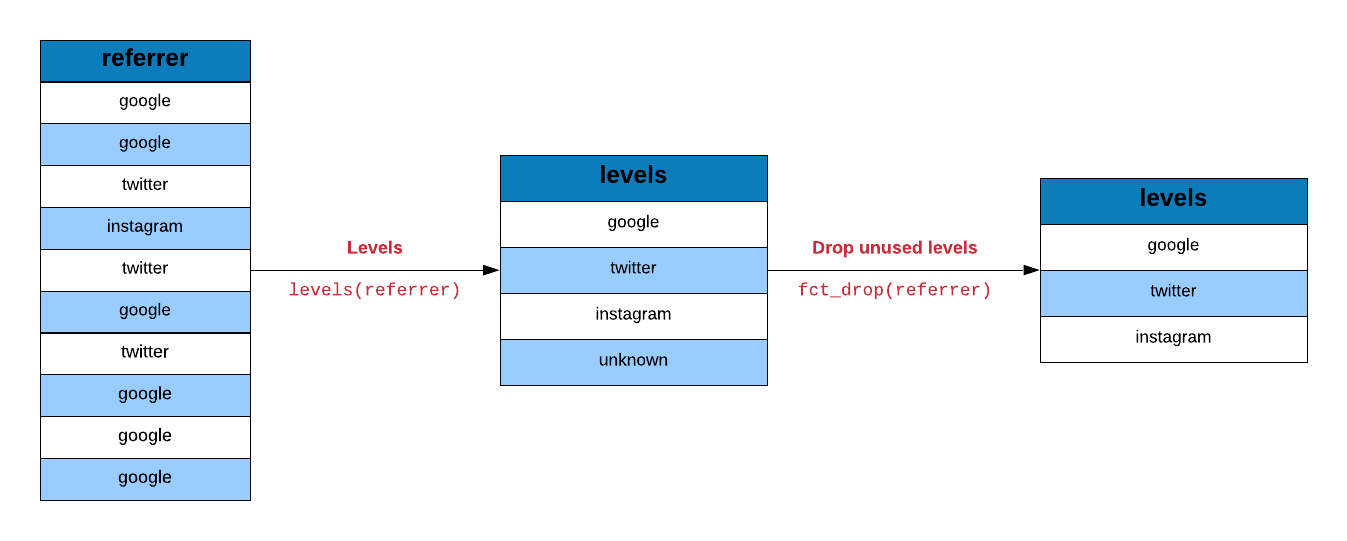 referrer
google
google
twitter
instagram
twitter
google
twitter
google
google
google
Levels
levels(referrer)
levels
google
twitter
instagram
unknown
Drop unused levels
fct_drop(referrer)
levels
google
twitter
instagram